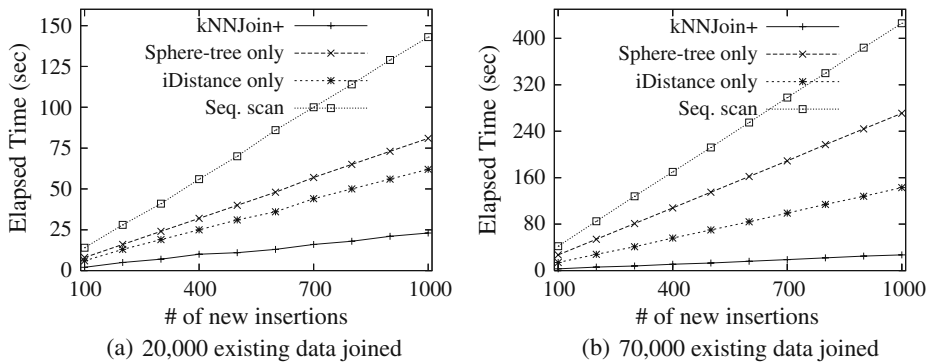 150
125
100
75
50
25
0
Elapsed Time (sec)
kNNJoin+
Sphere-tree only
iDistance only
Seq. scan
100
400
700
1000
# of new insertions
(a) 20,000 existing data joined
400
320
240
160
80
0
Elapsed Time (sec)
kNNJoin+
Sphere-tree only
iDistance only
Seq. scan
100
400
700
1000
# of new insertions
(b) 70,000 existing data joined